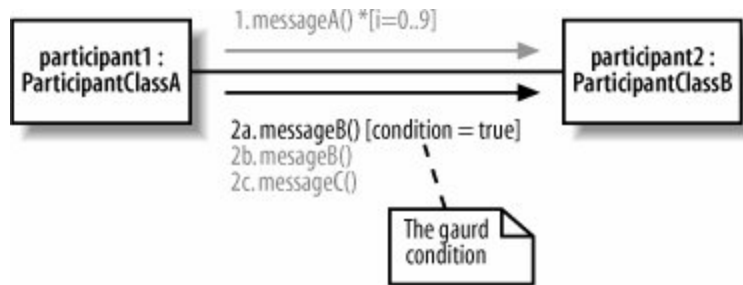 1. messageA() *[i=0..9]
participant1 :
ParticipantClassA
participant2 :
ParticipantClassB
2a. messageB() [condition = true]
2b. mesageB()
2c. messageC()
The gaurd
condition